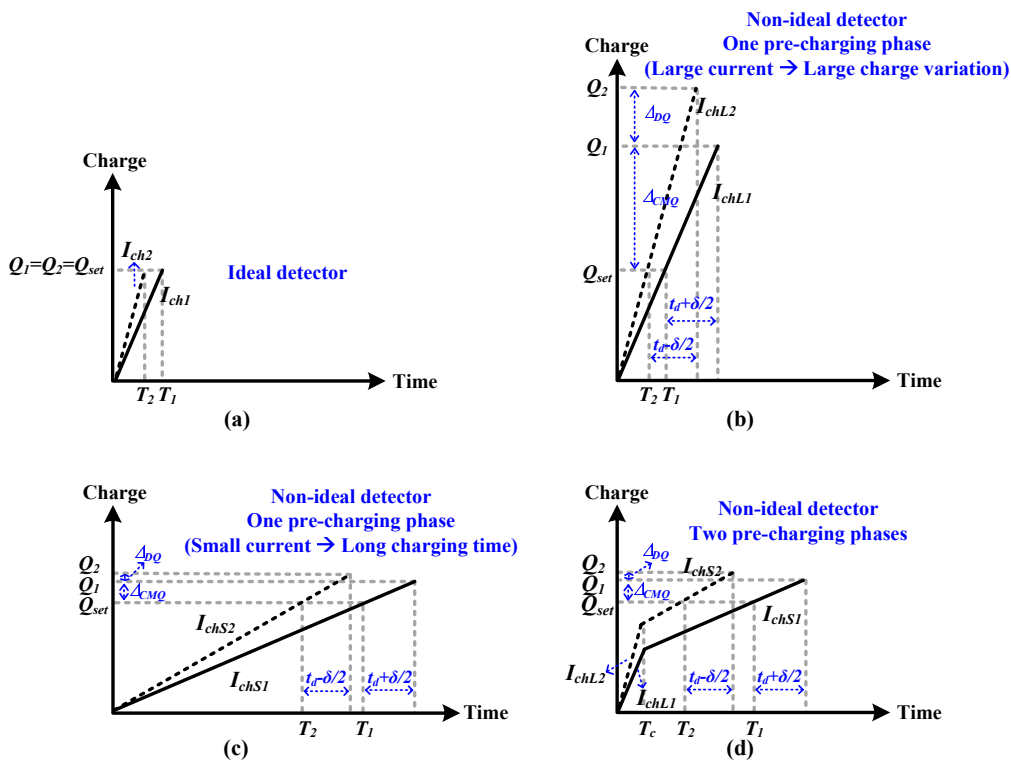 Charge
Q1=Q2=Qset
Ich2
Ich1
Ideal detector
T2 T1
Time
(a)
Non-ideal detector
One pre-charging phase
(Large current → Large charge variation)
Charge
Q2
ΔDQ
IchL2
Q1
ΔCMQ
IchL1
Qset
td+δ/2
td-δ/2
T2 T1
Time
(b)
Charge
Non-ideal detector
One pre-charging phase
(Small current → Long charging time)
Q2
ΔDQ
Q1
ΔCMQ
Qset
IchS2
IchS1
td-δ/2
td+δ/2
T2
T1
Time
(c)
Charge
Non-ideal detector
Two pre-charging phases
Q2
ΔDQ
IchS2
Q1
ΔCMQ
Qset
IchS1
IchL2
IchL1
td-δ/2
td+δ/2
Tc
T2
T1
Time
(d)